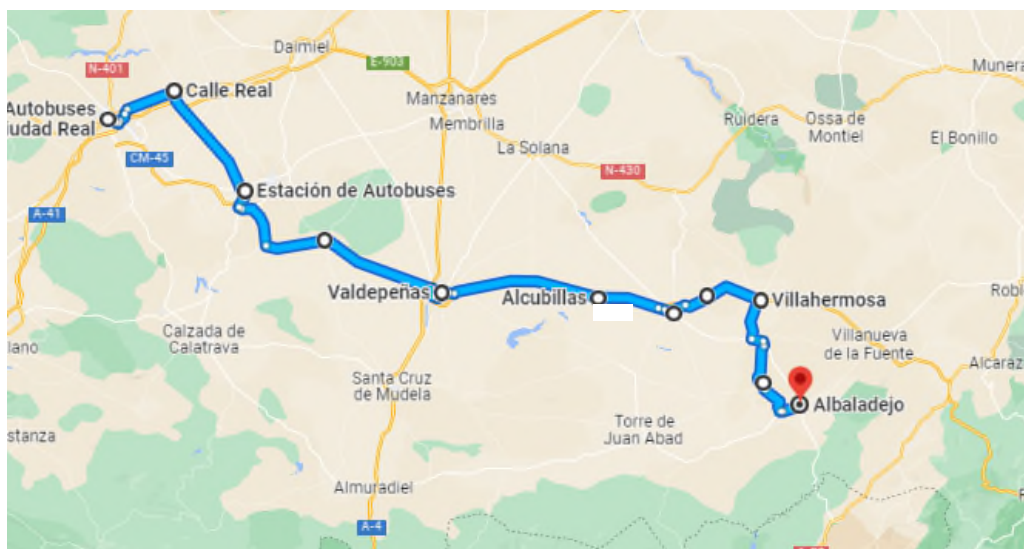 Daimiel
E-903
Munera
N-401
Calle Real
Manzanares
Autobuses
Membrilla
Ruidera
Ossa de
Montiel
iudad Real
El Bonillo
La Solana
CM-45
N-430
Estación de Autobuses
A-41
Valdepeñas
Alcubillas
Villahermosa
Robl
Calzada de
Calatrava
Villanueva
de la Fuente
lano
Alcaraz
Santa Cruz
de Mudela
Albaladejo
Torre de
Juan Abad
stanza
Almuradiel
A-4